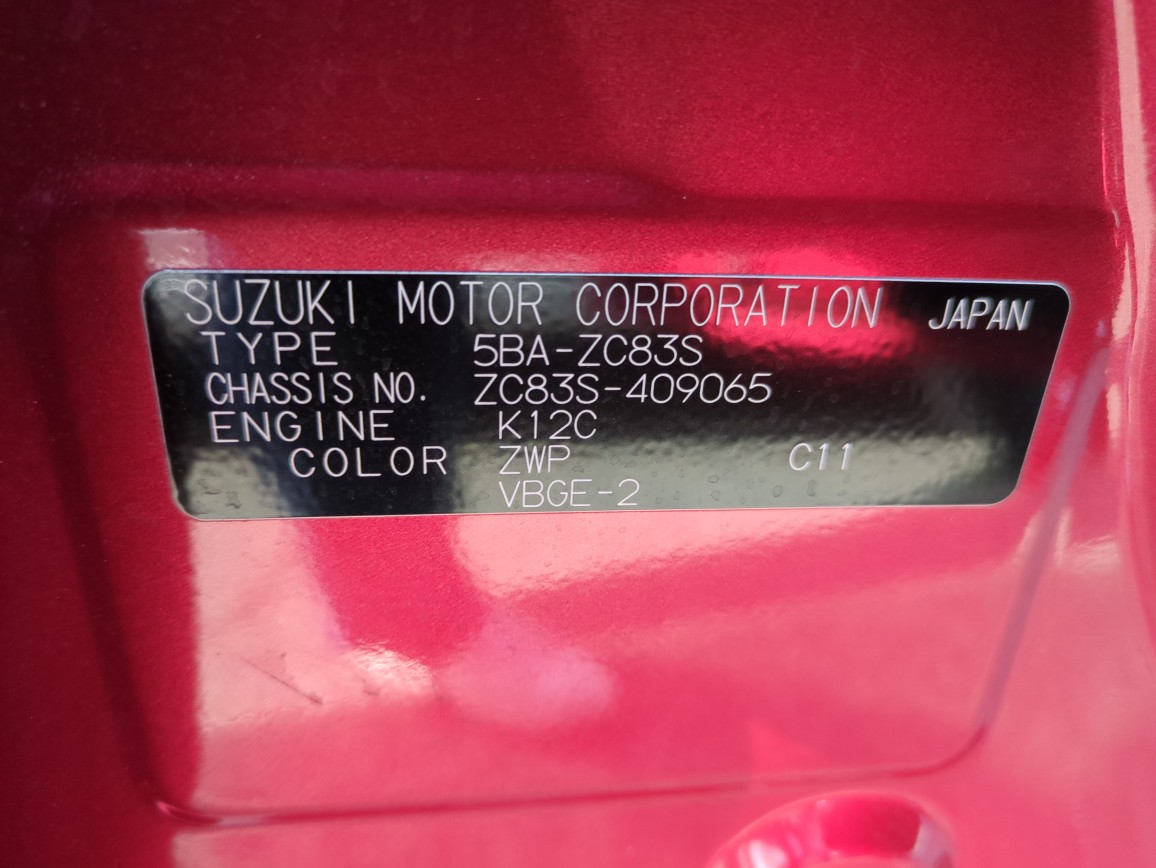 SUZUKI MOTOR CORPORATION JAPAN
TYPE 5BA-ZC83S
CHASSIS NO. ZC83S-409065
ENGINE K12C
COLOR ZWP C11
VBGE-2